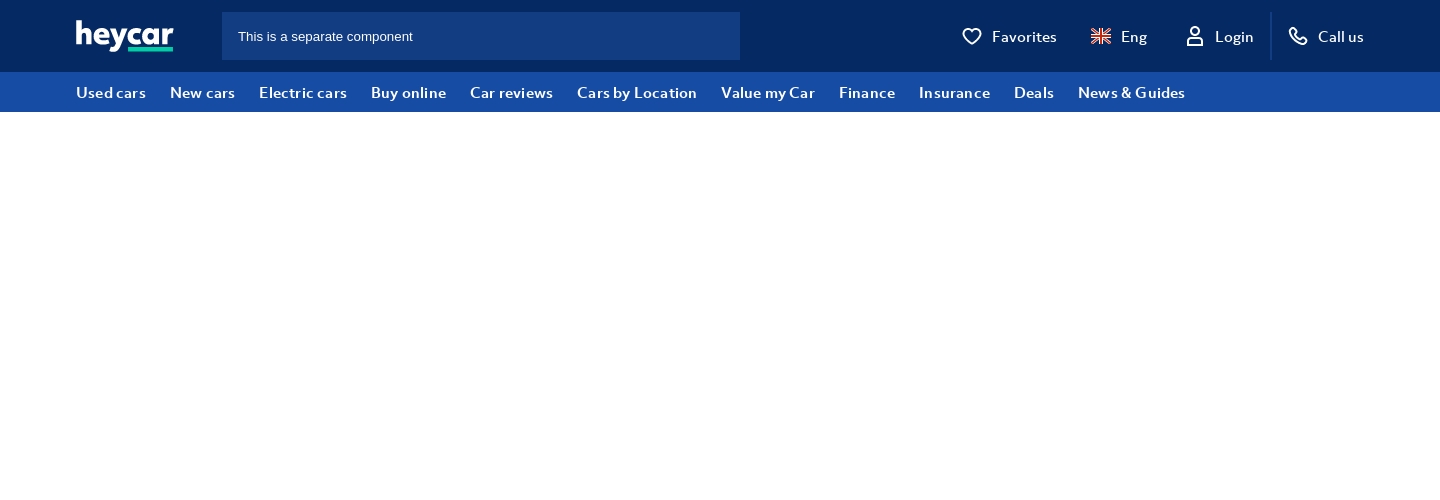 heycar This is a separate component Favorites Eng Login Call us
Used cars New cars Electric cars Buy online Car reviews Cars by Location Value my Car Finance Insurance Deals News & Guides